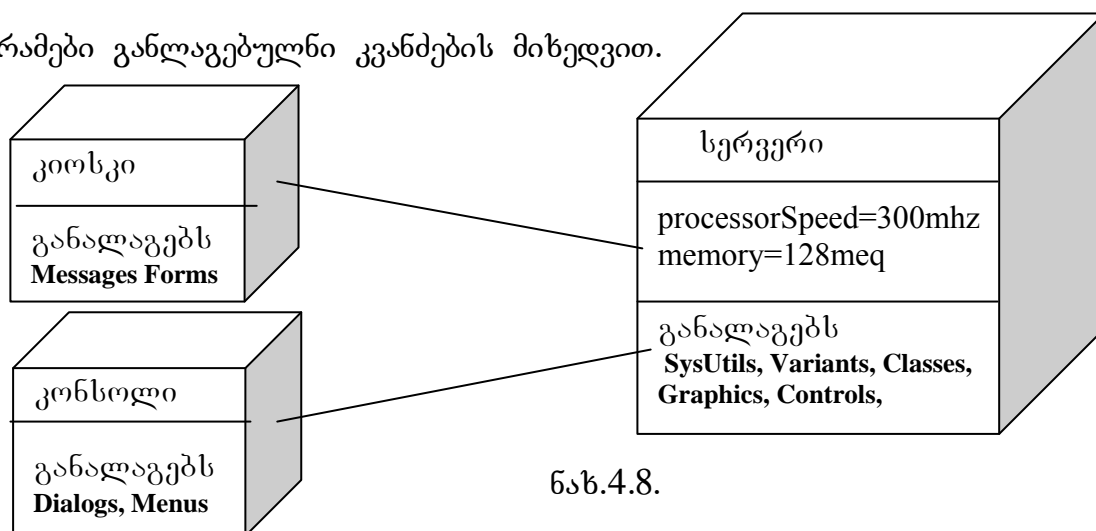 რამები განლაგებულნი კვანძების მიხედვით.
კიოსკი
განალაგებს
Messages Forms
კონსოლი
განალაგებს
Dialogs, Menus
სერვერი
processorSpeed=300mhz
memory=128meq
განალაგებს
SysUtils, Variants, Classes,
Graphics, Controls,
ნახ.4.8.